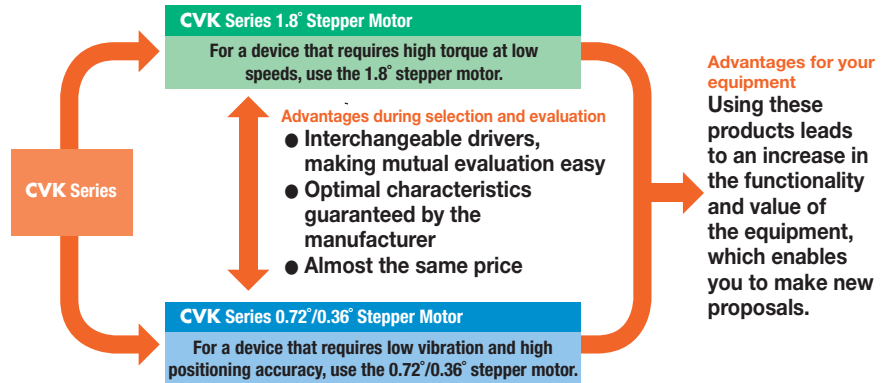 CVK Series
CVK Series 1.8° Stepper Motor
For a device that requires high torque at low
speeds, use the 1.8° stepper motor.
Advantages during selection and evaluation
● Interchangeable drivers,
making mutual evaluation easy
● Optimal characteristics
guaranteed by the
manufacturer
● Almost the same price
CVK Series 0.72°/0.36° Stepper Motor
For a device that requires low vibration and high
positioning accuracy, use the 0.72°/0.36° stepper motor.
Advantages for your
equipment
Using these
products leads
to an increase in
the functionality
and value of
the equipment,
which enables
you to make new
proposals.